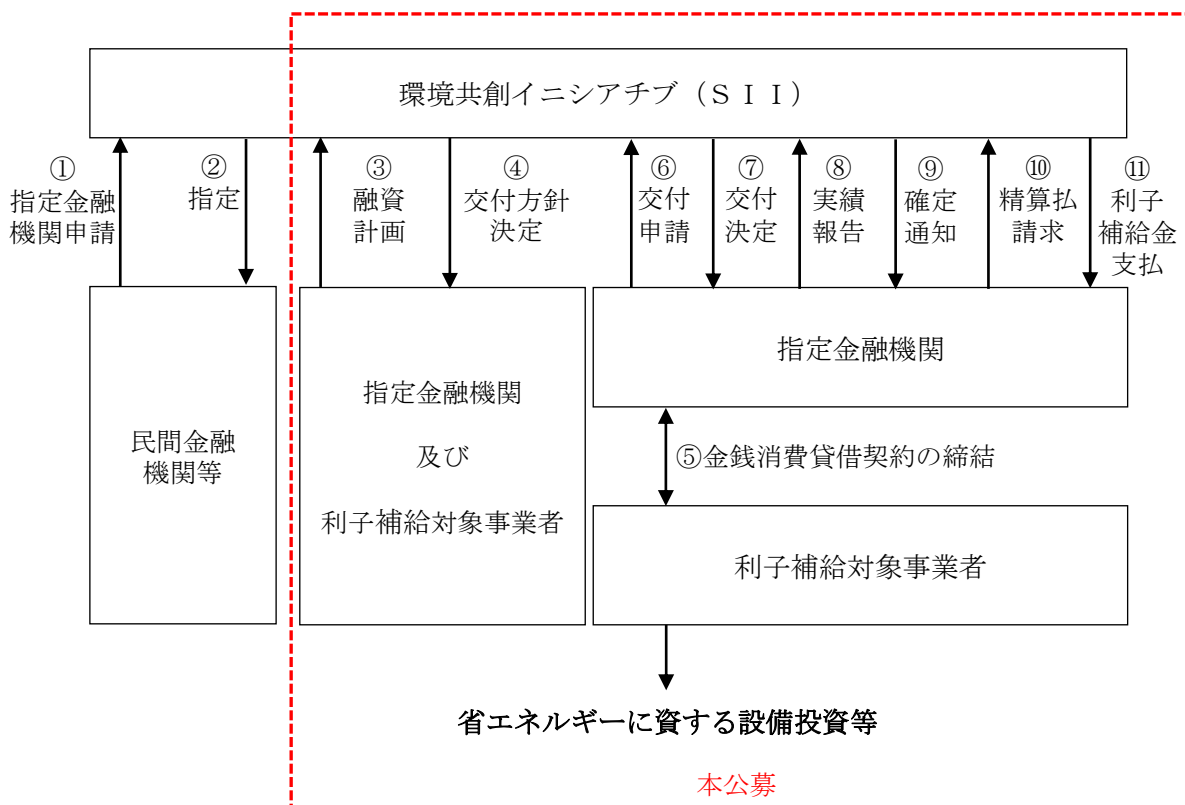 環境共創イニシアチブ（ＳＩＩ）
①
指定金融
機関申請
②
指定
③
融資
計画
④
交付方針
決定
⑥
交付
申請
⑦
交付
決定
⑧
実績
報告
⑨
確定
通知
⑩
精算払
請求
⑪
利子
補給金
支払
民間金融
機関等
指定金融機関
及び
利子補給対象事業者
指定金融機関
⑤金銭消費貸借契約の締結
利子補給対象事業者
省エネルギーに資する設備投資等
本公募